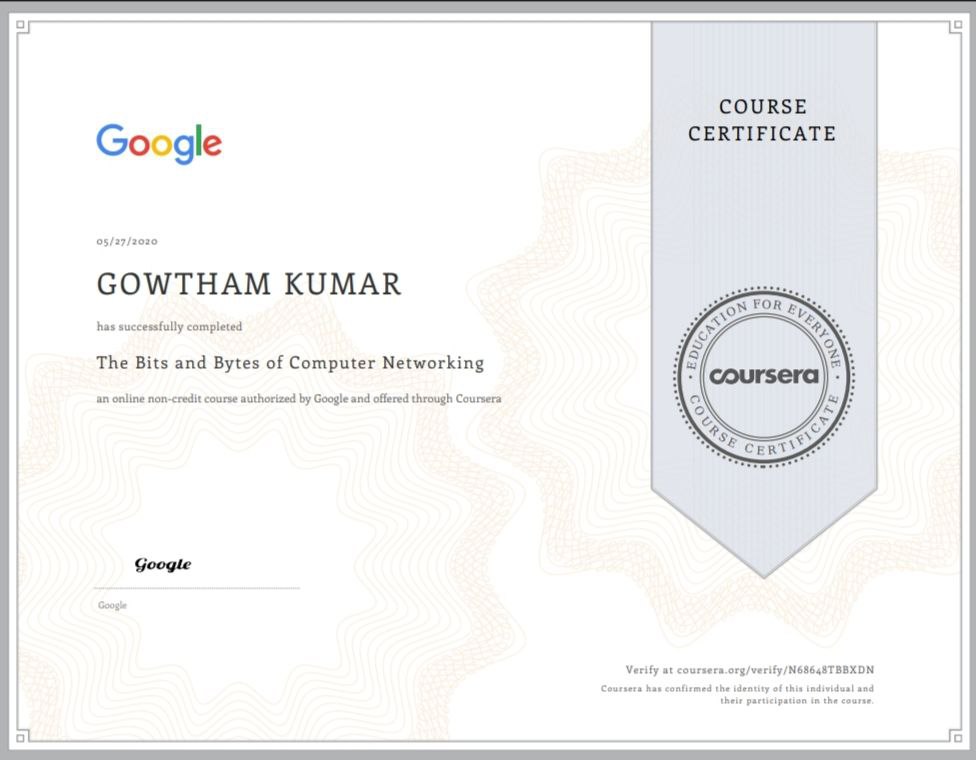 Google
COURSE
CERTIFICATE
05/27/2020
GOWTHAM KUMAR
has successfully completed
The Bits and Bytes of Computer Networking
an online non-credit course authorized by Google and offered through Coursera
EDUCATION FOR EVERYONE
coursera
COURSE CERTIFICATE
Google
Google
Verify at coursera.org/verify/N68648TBBXDN
Coursera has confirmed the identity of this individual and
their participation in the course.